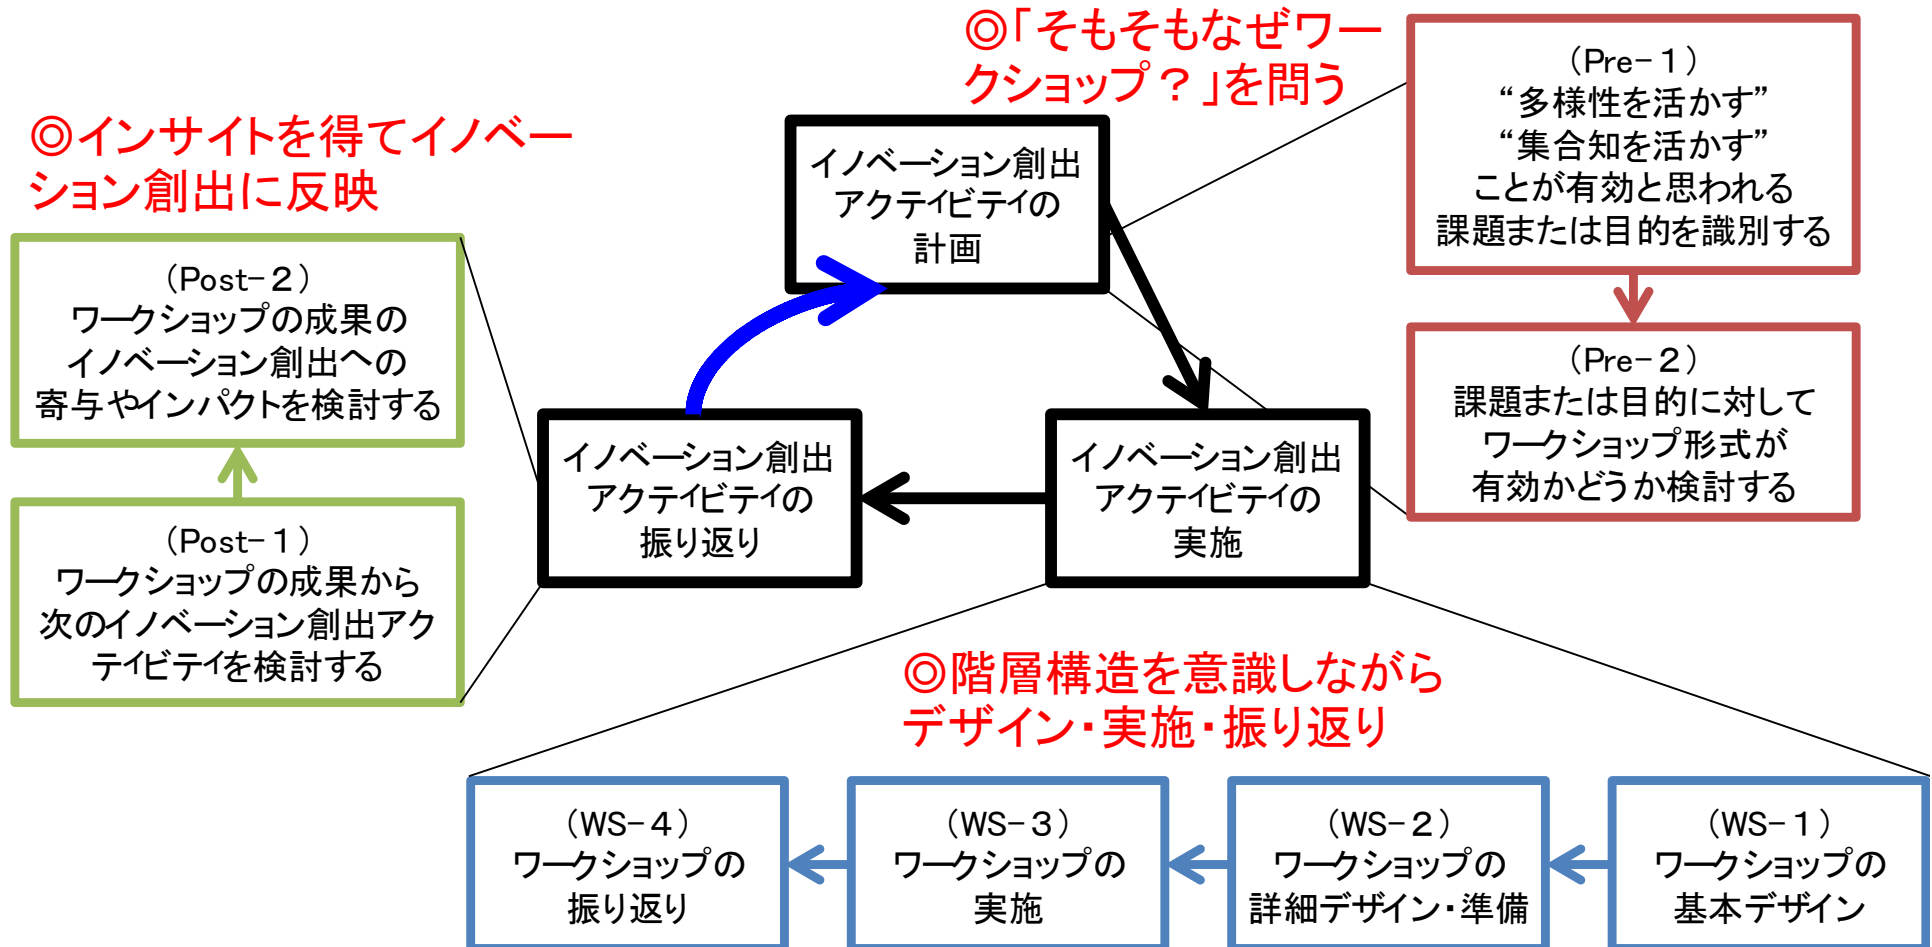 ◎「そもそもなぜワー
クショップ？」を問う
◎インサイトを得てイノベー
ション創出に反映
イノベーション創出
アクティビティの
計画
（Pre-１）
“多様性を活かす”
“集合知を活かす”
ことが有効と思われる
課題または目的を識別する
（Pre-２）
課題または目的に対して
ワークショップ形式が
有効かどうか検討する
（Post-２）
ワークショップの成果の
イノベーション創出への
寄与やインパクトを検討する
（Post-１）
ワークショップの成果から
次のイノベーション創出アク
ティビティを検討する
イノベーション創出
アクティビティの
振り返り
イノベーション創出
アクティビティの
実施
◎階層構造を意識しながら
デザイン・実施・振り返り
（WS-４）
ワークショップの
振り返り
（WS-３）
ワークショップの
実施
（WS-２）
ワークショップの
詳細デザイン・準備
（WS-１）
ワークショップの
基本デザイン